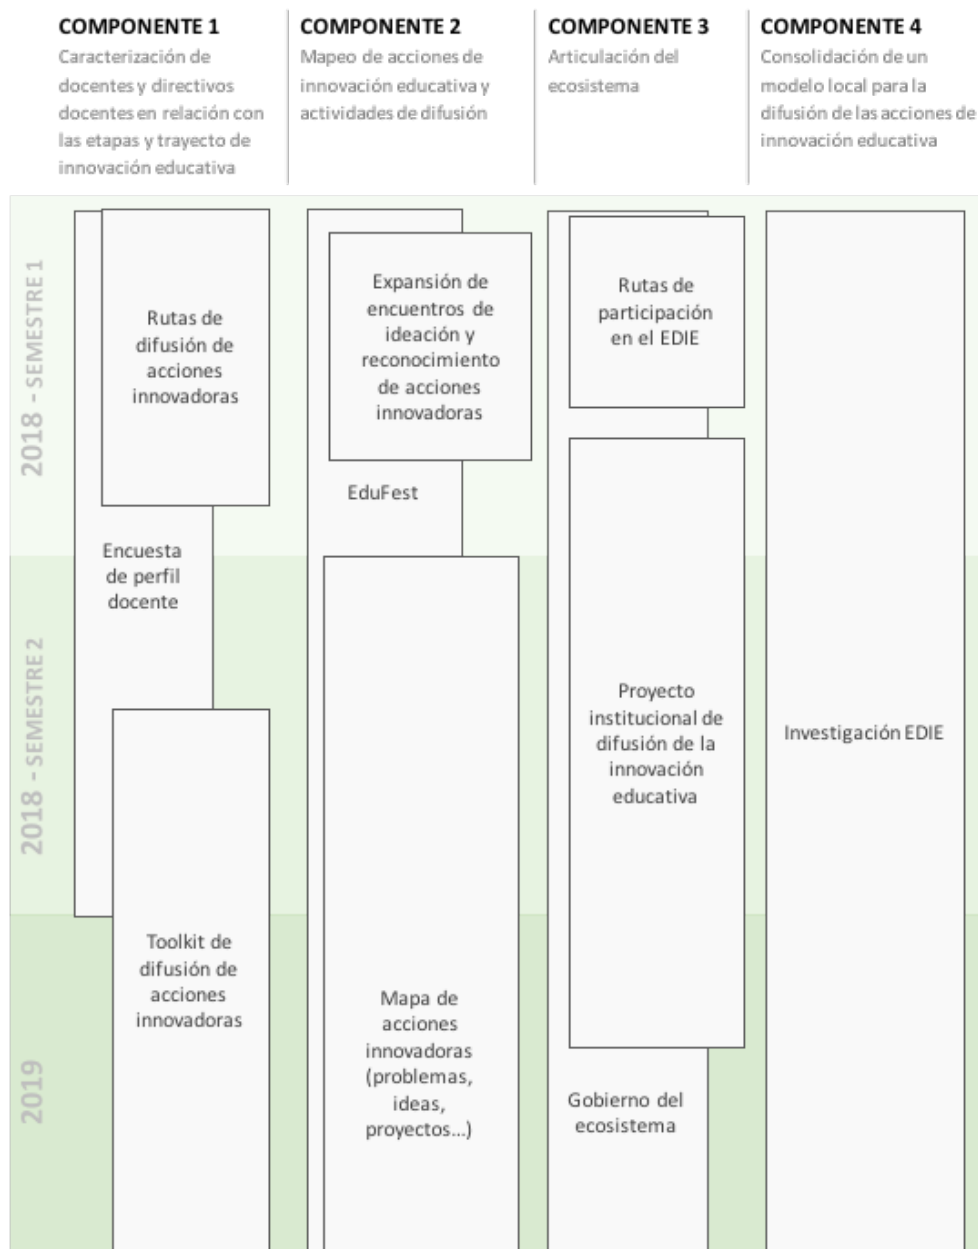 COMPONENTE 1
Caracterización de
docentes y directivos
docentes en relación con
las etapas y trayecto de
innovación educativa
COMPONENTE 2
Mapeo de acciones de
innovación educativa y
actividades de difusión
COMPONENTE 3
Articulación del
ecosistema
COMPONENTE 4
Consolidación de un
modelo local para la
difusión de las acciones de
innovación educativa
2018 - SEMESTRE 1
2018 - SEMESTRE 2
2019
Rutas de
difusión de
acciones
innovadoras
Encuesta
de perfil
docente
Toolkit de
difusión de
acciones
innovadoras
Expansión de
encuentros de
ideación y
reconocimiento
de acciones
innovadoras
EduFest
Mapa de
acciones
innovadoras
(problemas,
ideas,
proyectos...)
Rutas de
participación
en el EDIE
Proyecto
institucional de
difusión de la
innovación
educativa
Gobierno del
ecosistema
Investigación EDIE